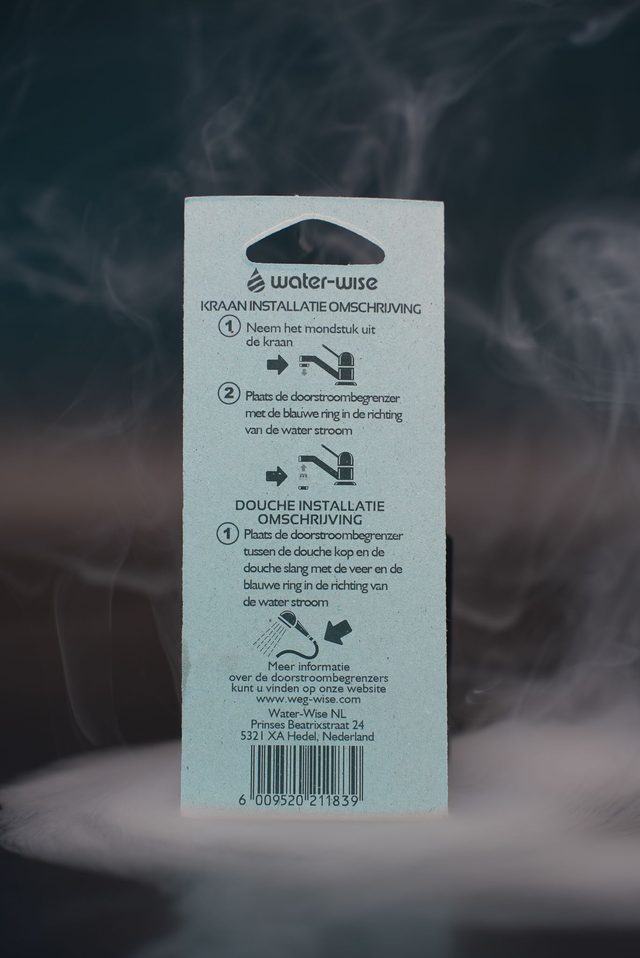 water-wise
KRAAN INSTALLATIE OMSCHRIJVING
1 Neem het mondstuk uit
de kraan
2 Plaats de doorstroombegrenzer
met de blauwe ring in de richting
van de water stroom
DOUCHE INSTALLATIE
OMSCHRIJVING
1 Plaats de doorstroombegrenzer
tussen de douche kop en de
douche slang met de veer en de
blauwe ring in de richting van
de water stroom
Meer informatie
over de doorstroombegrenzers
kunt u vinden op onze website
www.weg-wise.com
Water-Wise NL
Prinses Beatrixstraat 24
5321 XA Hedel, Nederland
6 009520 211839